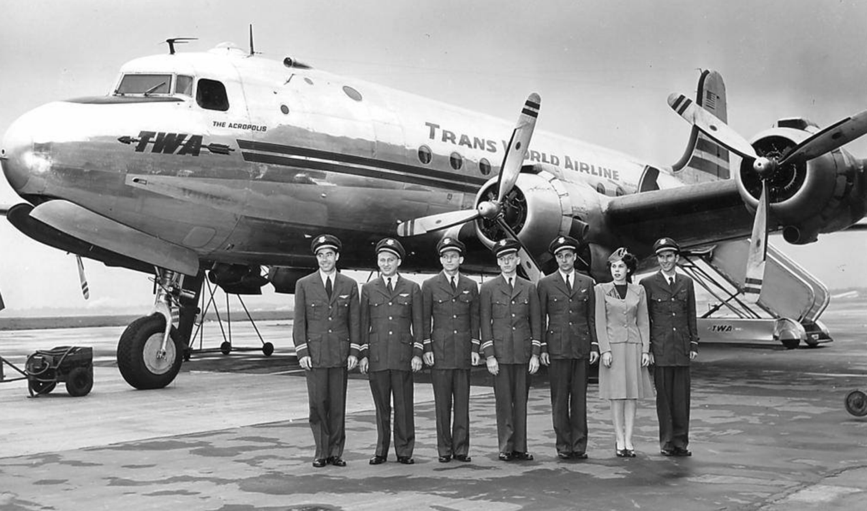 THE ACROPOLIS
TWA
TRANS WORLD AIRLINE
TWA